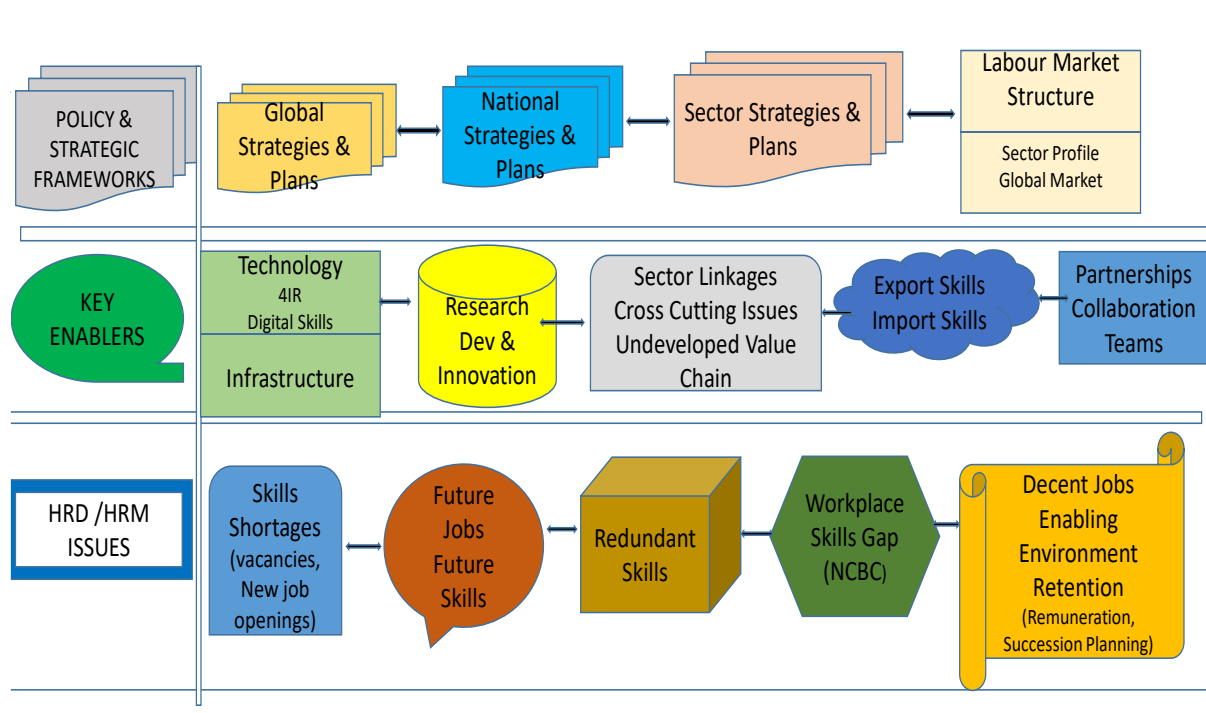 POLICY &
STRATEGIC
FRAMEWORKS
Global
Strategies &
Plans
National
Strategies &
Plans
Sector Strategies &
Plans
Labour Market
Structure
Sector Profile
Global Market
KEY
ENABLERS
Technology
4IR
Digital Skills
Infrastructure
Research
Dev &
Innovation
Sector Linkages
Cross Cutting Issues
Undeveloped Value
Chain
Export Skills
Import Skills
Partnerships
Collaboration
Teams
HRD /HRM
ISSUES
Skills
Shortages
(vacancies,
New job
openings)
Future
Jobs
Future
Skills
Redundant
Skills
Workplace
Skills Gap
(NCBC)
Decent Jobs
Enabling
Environment
Retention
(Remuneration,
Succession Planning)